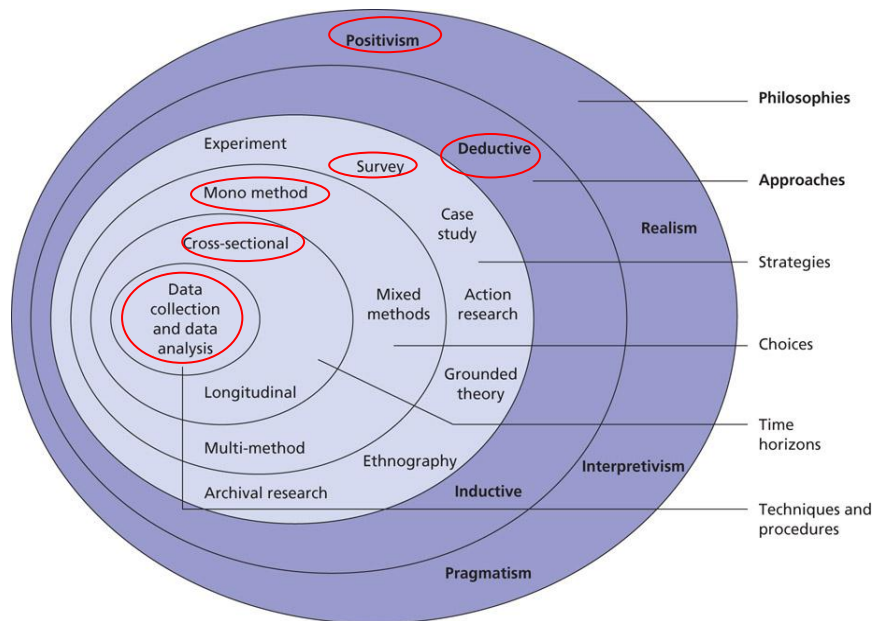 Positivism
Philosophies
Experiment
Deductive
Survey
Approaches
Mono method
Case
study
Realism
Cross-sectional
Strategies
Data
collection
and data
analysis
Mixed
methods
Action
research
Choices
Grounded
theory
Longitudinal
Time
horizons
Multi-method
Ethnography
Interpretivism
Archival research
Inductive
Techniques and
procedures
Pragmatism